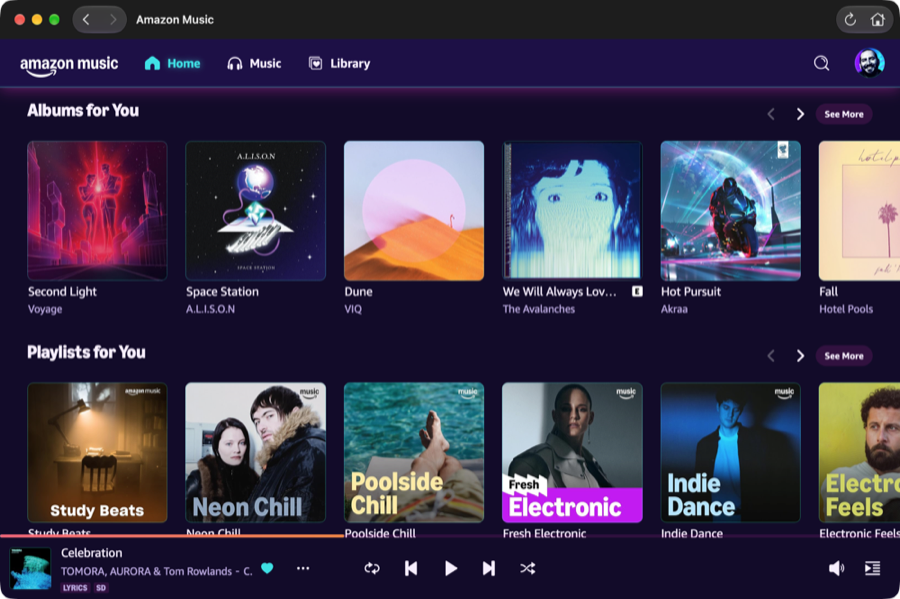 Amazon Music
amazon music
Home
Music
Library
Albums for You
See More
A.L.I.S.O.N
SPACE STATION
Second Light
Voyage
Space Station
A.L.I.S.O.N
Dune
VIQ
We Will Always Lov...
E
The Avalanches
Hot Pursuit
Akraa
Fall
Hotel Pools
Playlists for You
See More
amazon music
Study Beats
Study Beats
music
Neon Chill
Neon Chill
music
Poolside
Chill
Poolside Chill
music
Fresh
Electronic
Fresh Electronic
music
Indie
Dance
Indie Dance
Electro
Feels
Electronic Feels
Celebration
TOMORA, AURORA & Tom Rowlands - C.
LYRICS
SD